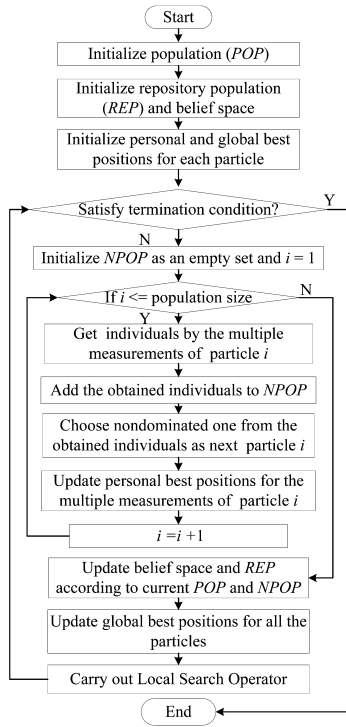 Start
Initialize population (POP)
Initialize repository population
(REP) and belief space
Initialize personal and global best
positions for each particle
Satisfy termination condition?
Y
N
Initialize NPOP as an empty set and i = 1
If i <= population size
N
Y
Get individuals by the multiple
measurements of particle i
Add the obtained individuals to NPOP
Choose nondominated one from the
obtained individuals as next particle i
Update personal best positions for the
multiple measurements of particle i
i =i +1
Update belief space and REP
according to current POP and NPOP
Update global best positions for all the
particles
Carry out Local Search Operator
End